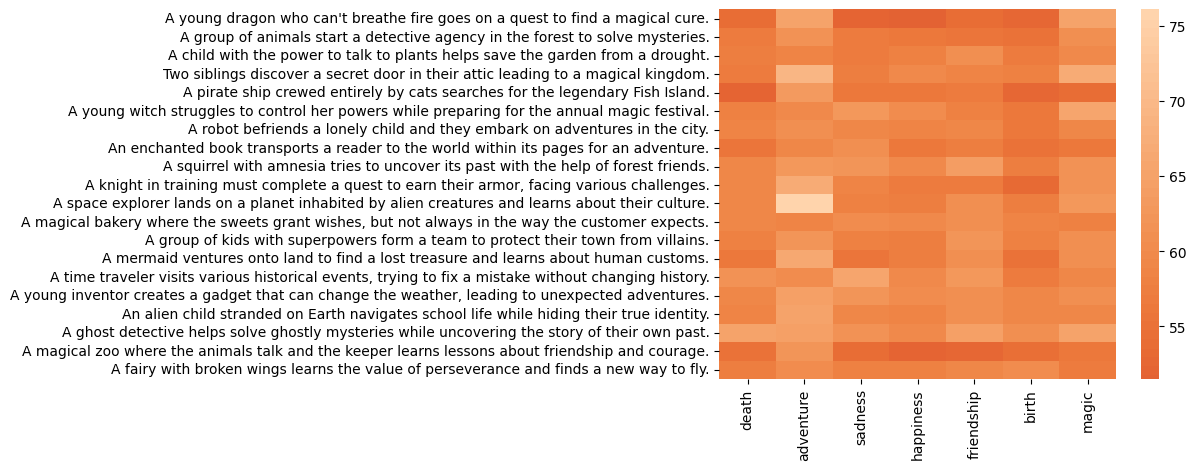 A young dragon who can't breathe fire goes on a quest to find a magical cure.
A group of animals start a detective agency in the forest to solve mysteries.
A child with the power to talk to plants helps save the garden from a drought.
Two siblings discover a secret door in their attic leading to a magical kingdom.
A pirate ship crewed entirely by cats searches for the legendary Fish Island.
A young witch struggles to control her powers while preparing for the annual magic festival.
A robot befriends a lonely child and they embark on adventures in the city.
An enchanted book transports a reader to the world within its pages for an adventure.
A squirrel with amnesia tries to uncover its past with the help of forest friends.
A knight in training must complete a quest to earn their armor, facing various challenges.
A space explorer lands on a planet inhabited by alien creatures and learns about their culture.
A magical bakery where the sweets grant wishes, but not always in the way the customer expects.
A group of kids with superpowers form a team to protect their town from villains.
A mermaid ventures onto land to find a lost treasure and learns about human customs.
A time traveler visits various historical events, trying to fix a mistake without changing history.
A young inventor creates a gadget that can change the weather, leading to unexpected adventures.
An alien child stranded on Earth navigates school life while hiding their true identity.
A ghost detective helps solve ghostly mysteries while uncovering the story of their own past.
A magical zoo where the animals talk and the keeper learns lessons about friendship and courage.
A fairy with broken wings learns the value of perseverance and finds a new way to fly.
death
adventure
sadness
happiness
friendship
birth
magic
75
70
65
60
55